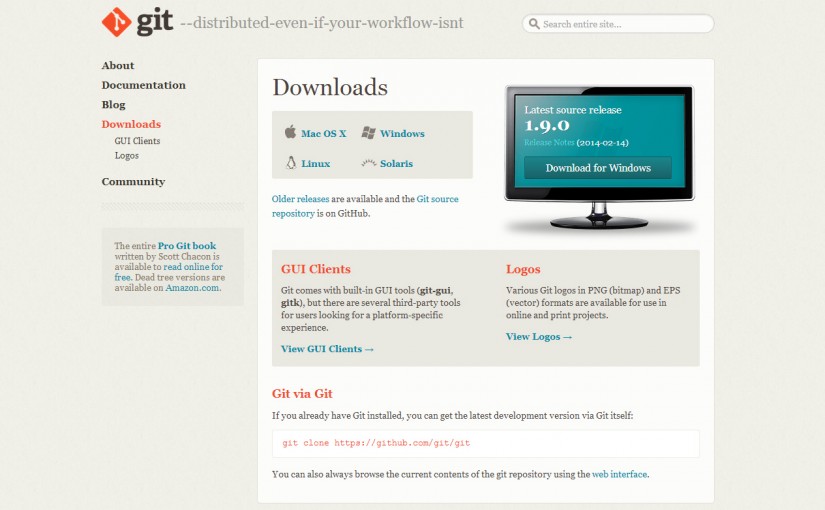 git --distributed-even-if-your-workflow-isnt
Search entire site...
About
Documentation
Blog
Downloads
GUI Clients
Logos
Community
The entire Pro Git book
written by Scott Chacon is
available to read online for
free. Dead tree versions are
available on Amazon.com.
Downloads
Mac OS X
Windows
Linux
Solaris
Older releases are available and the Git source
repository is on GitHub.
Latest source release
1.9.0
Release Notes (2014-02-14)
Download for Windows
GUI Clients
Git comes with built-in GUI tools (git-gui,
gitk), but there are several third-party tools
for users looking for a platform-specific
experience.
View GUI Clients →
Logos
Various Git logos in PNG (bitmap) and EPS
(vector) formats are available for use in
online and print projects.
View Logos →
Git via Git
If you already have Git installed, you can get the latest development version via Git itself:
git clone https://github.com/git/git
You can also always browse the current contents of the git repository using the web interface.